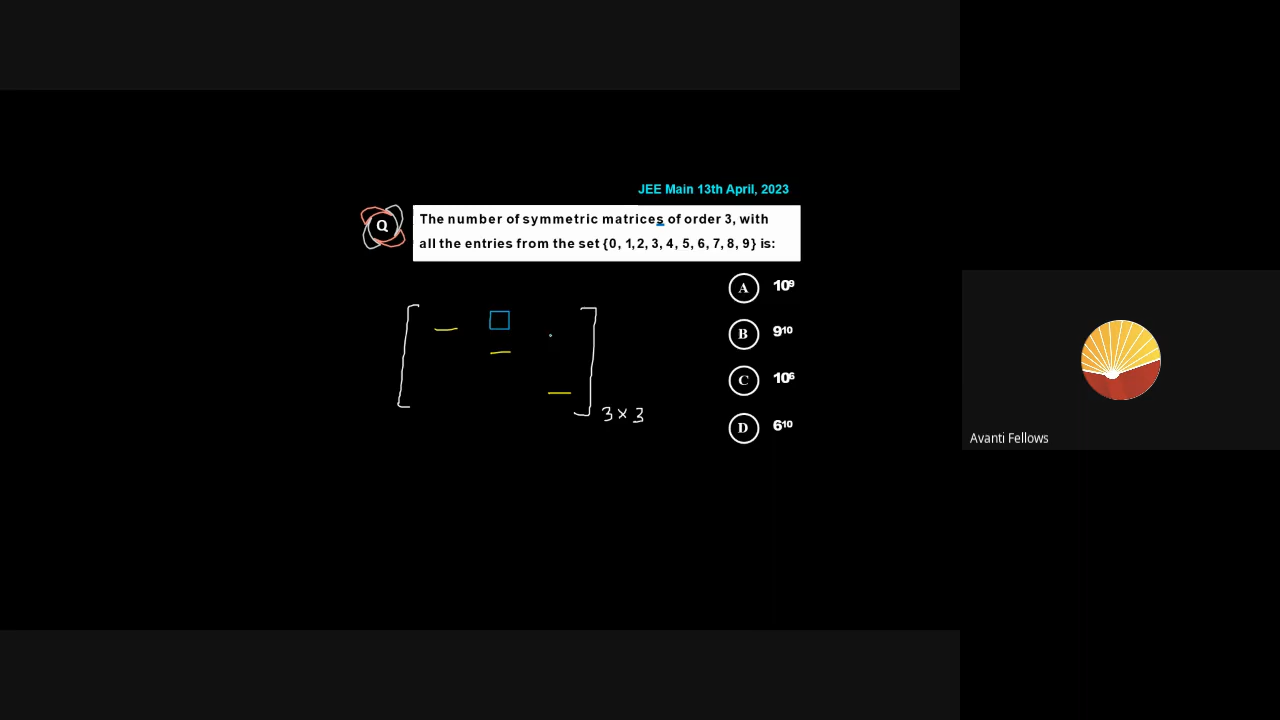 JEE Main 13th April, 2023
Q
The number of symmetric matrices of order 3, with
all the entries from the set {0, 1,2, 3, 4, 5, 6, 7, 8, 9} is:
A 10⁹
B 9¹⁰
C 10⁶
D 6¹⁰
3 × 3
Avanti Fellows